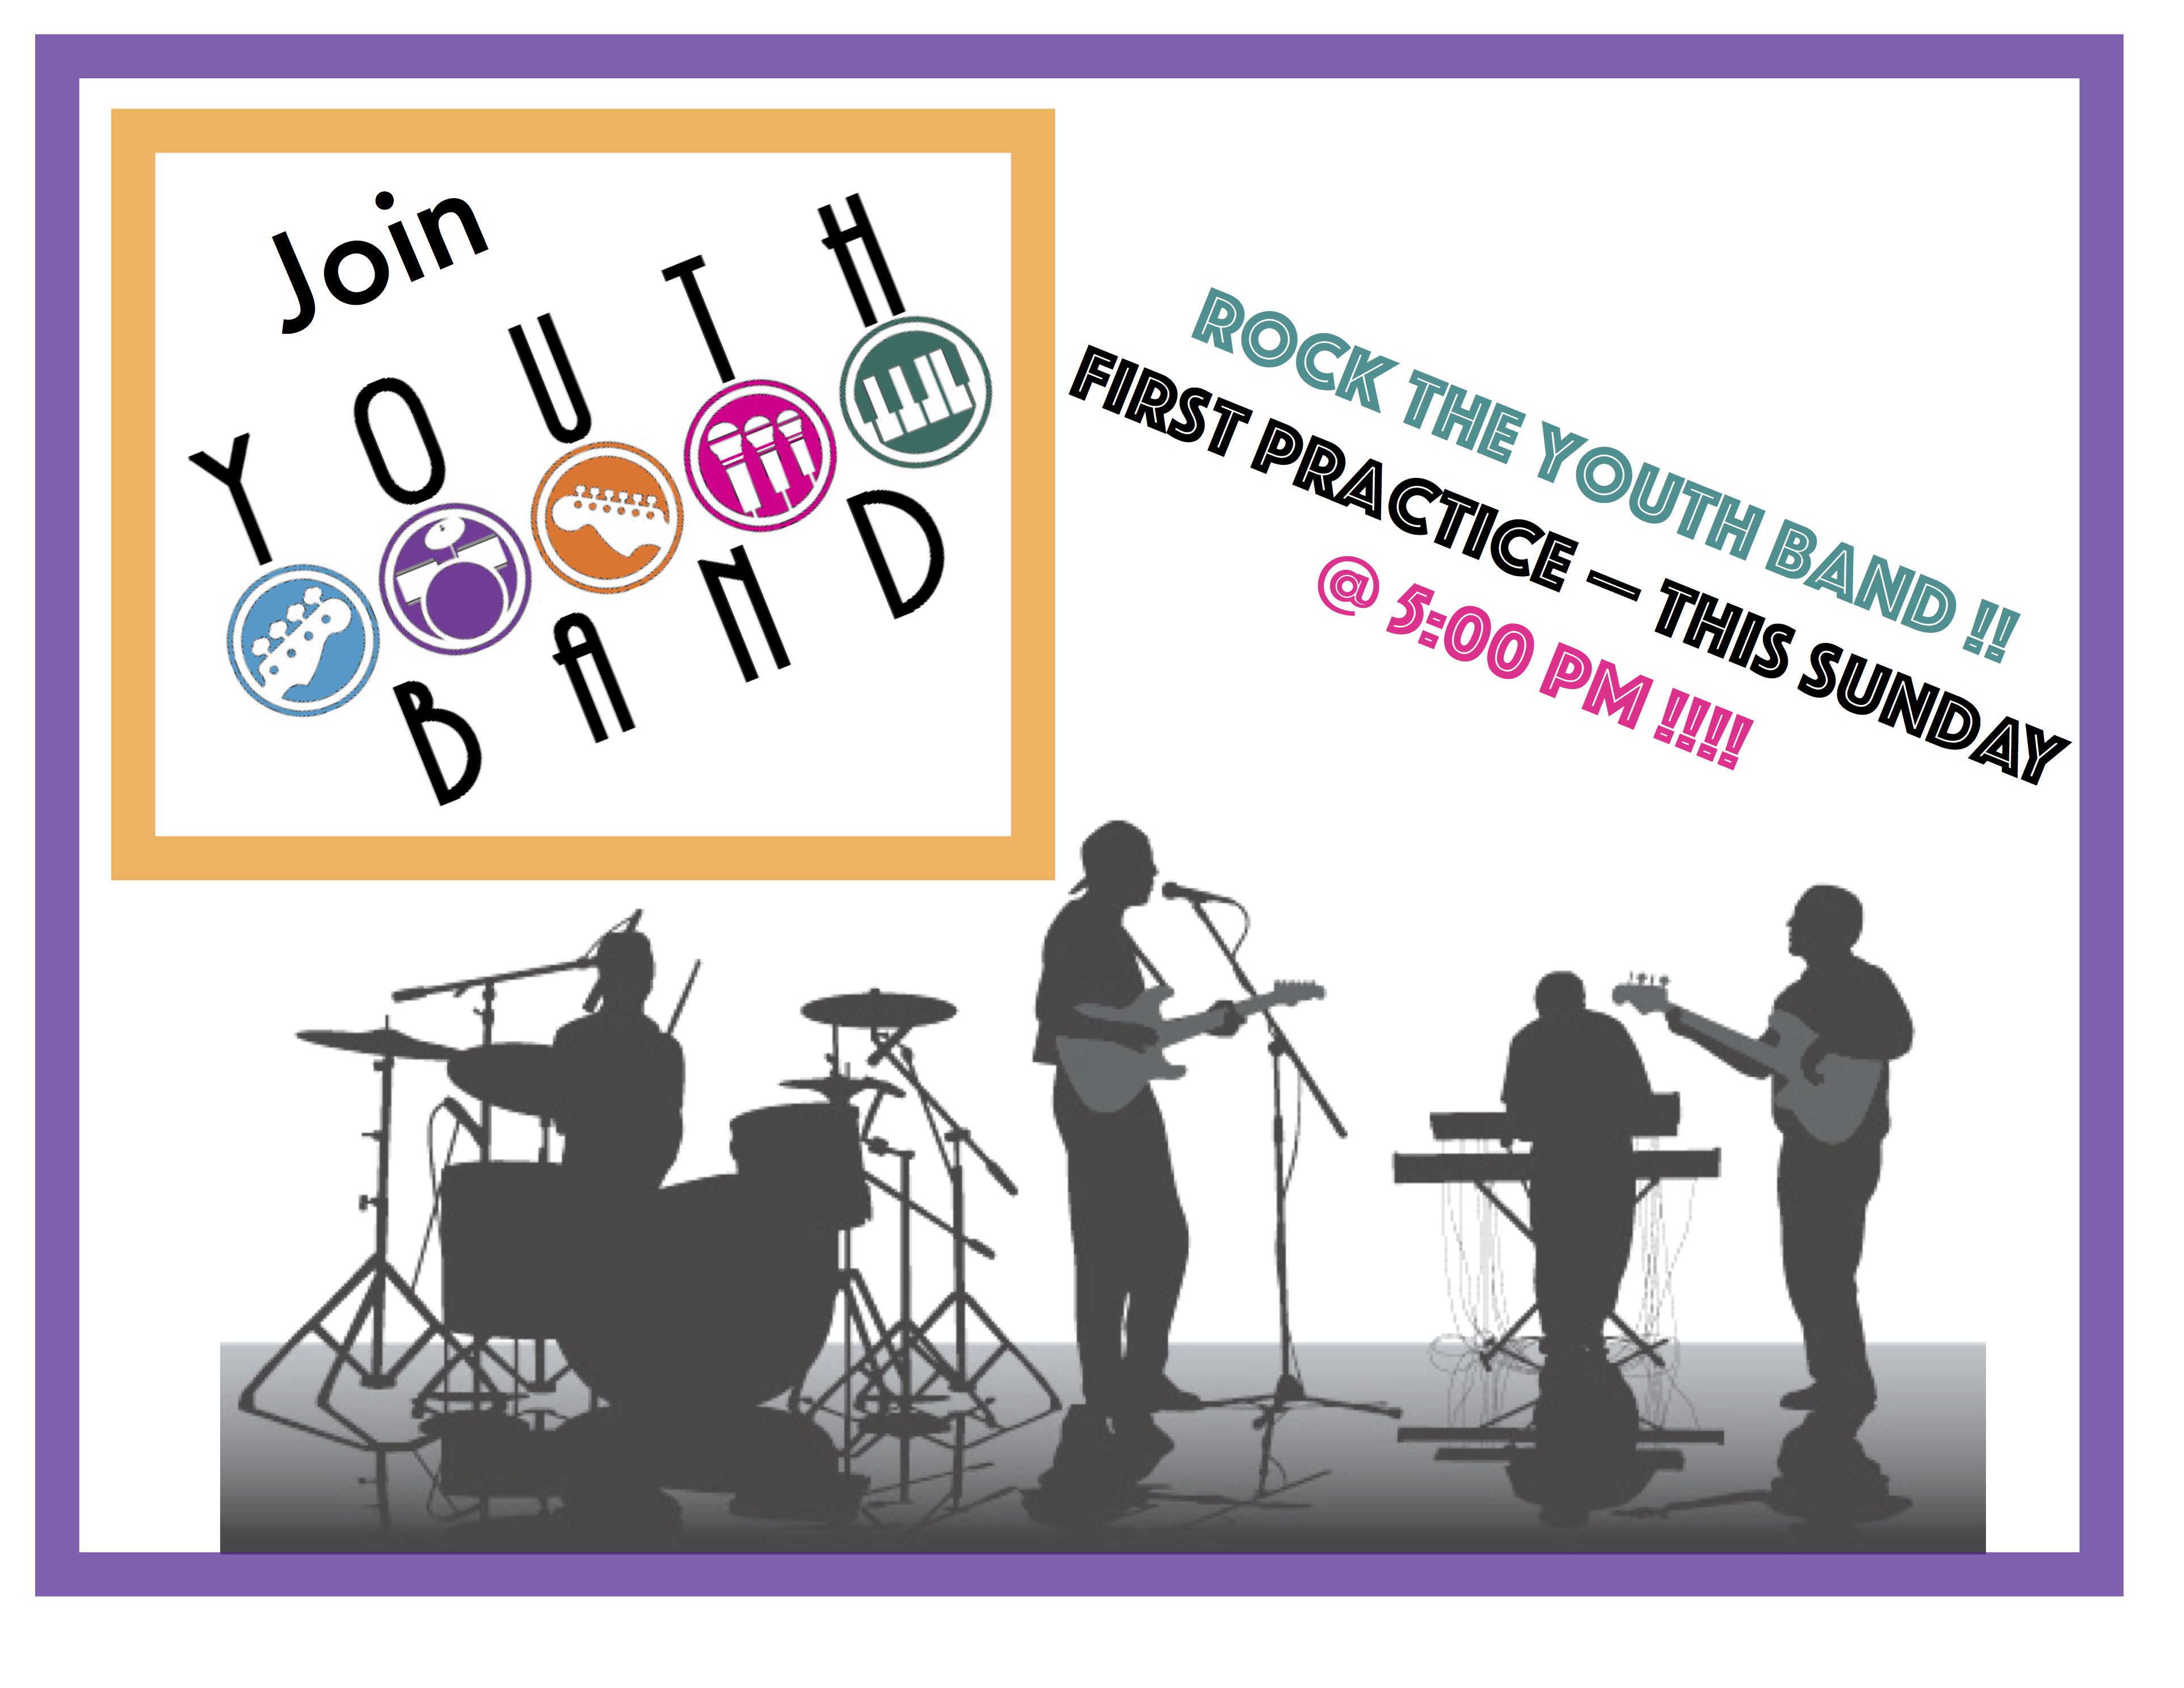 Join
YOUTH
BAND
ROCK THE YOUTH BAND !!
FIRST PRACTICE — THIS SUNDAY
@ 5:00 PM !!!!